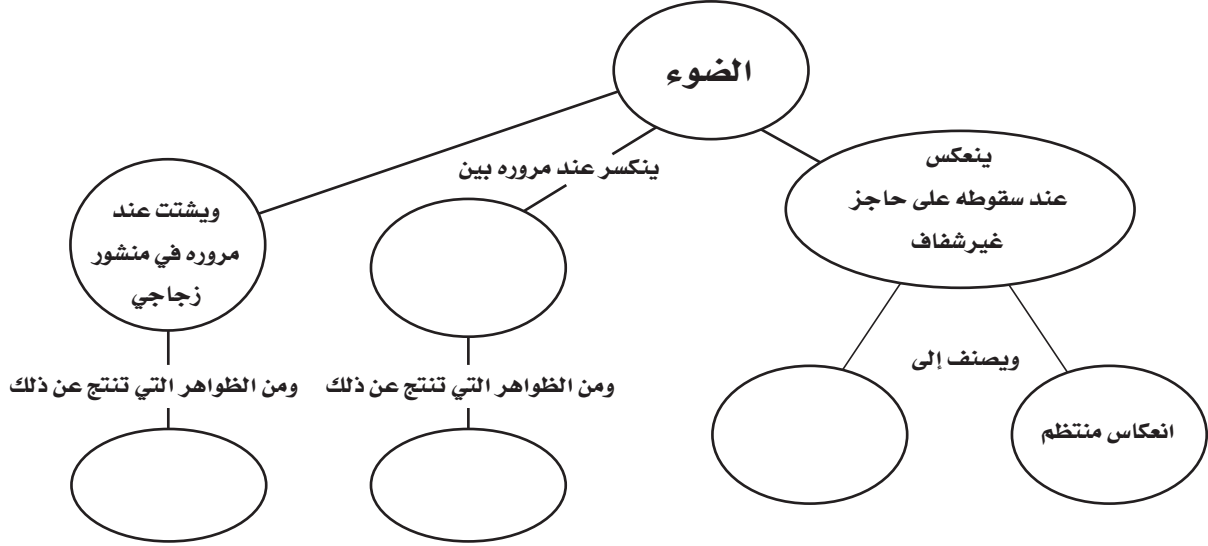 الضوء
ينعكس
عند سقوطه على حاجز
غيرشفاف
ينكسر عند مروره بين
ويشتت عند
مروره في منشور
زجاجي
ويصنف إلى
انعكاس منتظم
ومن الظواهر التي تنتج عن ذلك
ومن الظواهر التي تنتج عن ذلك